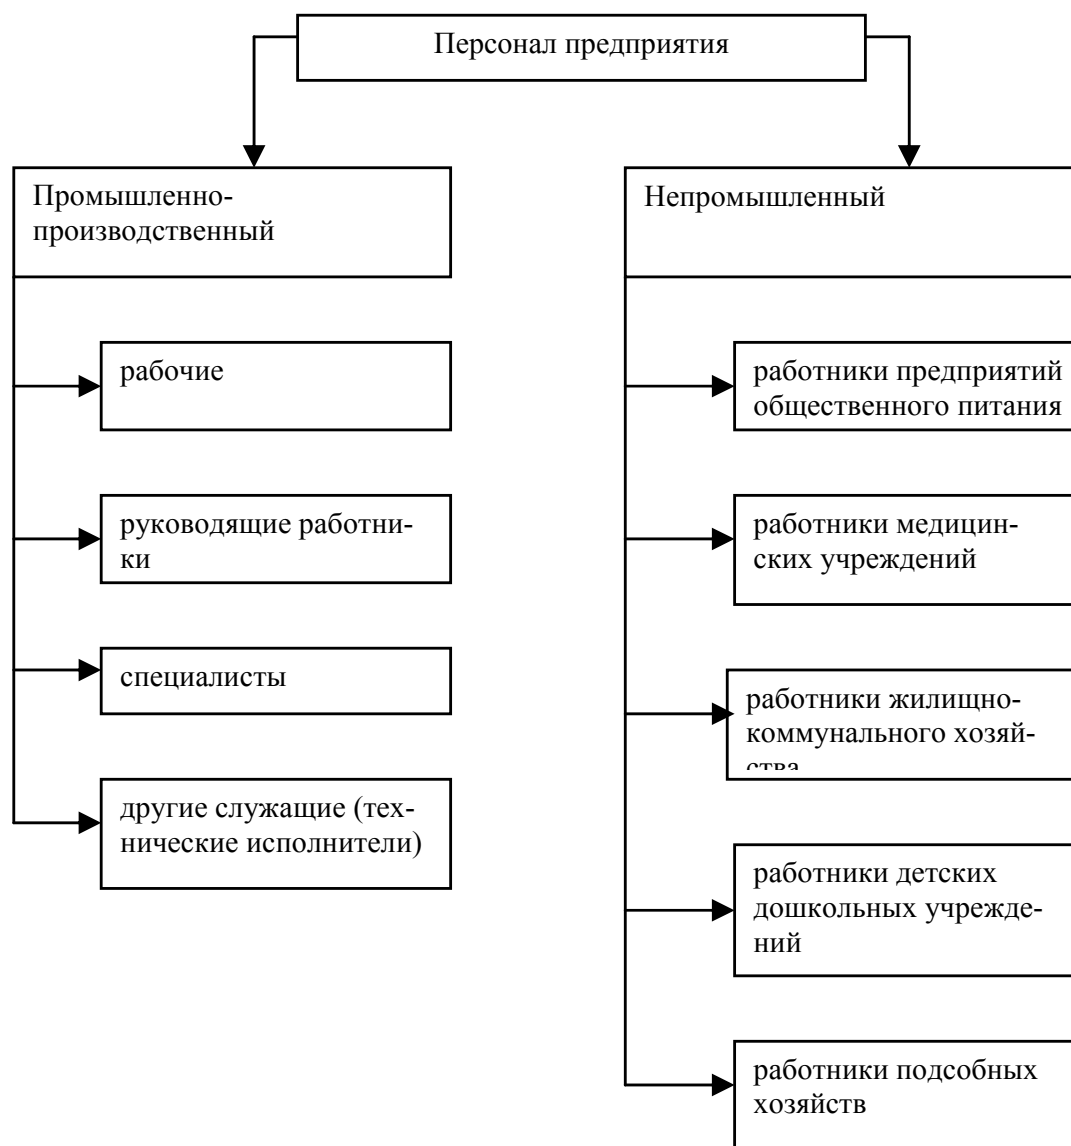 Персонал предприятия
Промышленно-
производственный
рабочие
руководящие работни-
ки
специалисты
другие служащие (тех-
нические исполнители)
Непромышленный
работники предприятий
общественного питания
работники медицин-
ских учреждений
работники жилищно-
коммунального хозяй-
ства
работники детских
дошкольных учрежде-
ний
работники подсобных
хозяйств